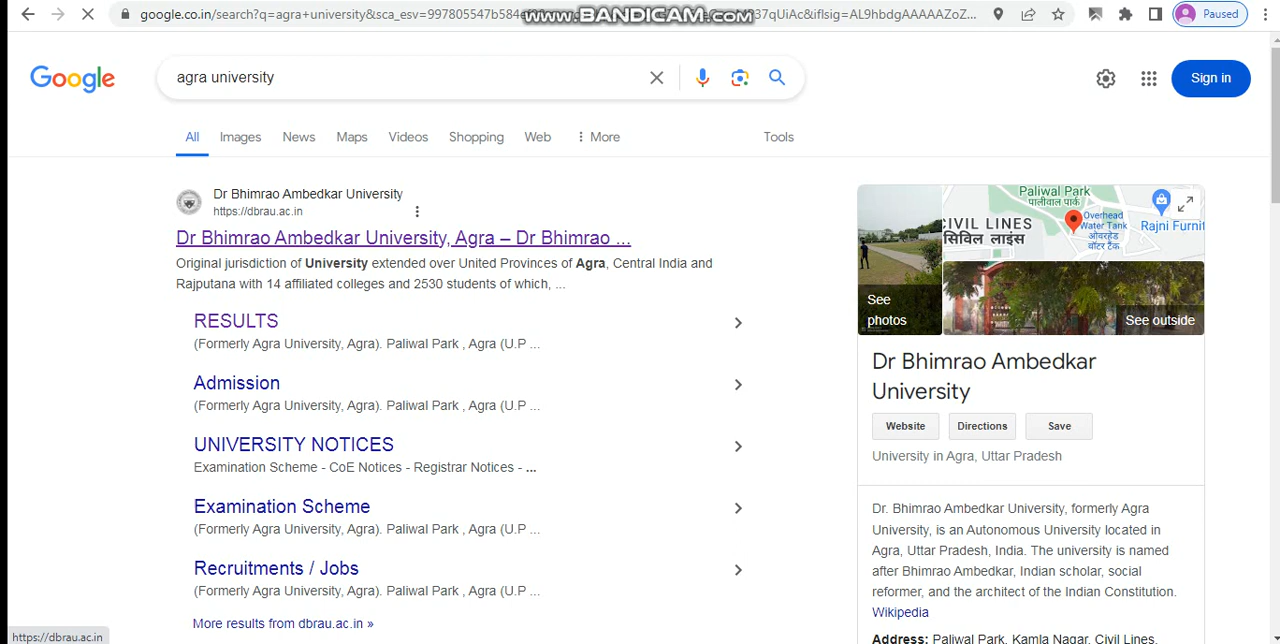 google.co.in/search?q=agra+university&sca_esv=997805547b584e
www.BANDICAM.com
37qUiAc&iflsig=AL9hbdgAAAAAZoZ...
Paused
Google
agra university
Sign in
All Images News Maps Videos Shopping Web More Tools
Dr Bhimrao Ambedkar University
https://dbrau.ac.in
Dr Bhimrao Ambedkar University, Agra – Dr Bhimrao ...
Original jurisdiction of University exended over United Provinces of Agra, Central India and
Rajputana with 14 affiliated colleges and 2530 students of which, ...
RESULTS
(Formerly Agra University, Agra). Paliwal Park , Agra (U.P ...
Admission
(Formerly Agra University, Agra). Paliwal Park , Agra (U.P ...
UNIVERSITY NOTICES
Examination Scheme - CoE Notices - Registrar Notices - ...
Examination Scheme
(Formerly Agra University, Agra). Paliwal Park , Agra (U.P ...
Recruitments / Jobs
(Formerly Agra University, Agra). Paliwal Park , Agra (U.P ...
More results from dbrau.ac.in »
https://dbrau.ac.in
Paliwal Park
पालीवाल पार्क
CIVIL LINES
सिविल लाइंस
Overhead
Water Tank
ओवरहेड
वॉटर टैंक
Rajni Furnit
See
photos
See outside
Dr Bhimrao Ambedkar
University
Website Directions Save
University in Agra, Uttar Pradesh
Dr. Bhimrao Ambedkar University, formerly Agra
University, is an Autonomous University located in
Agra, Uttar Pradesh, India. The university is named
after Bhimrao Ambedkar, Indian scholar, social
reformer, and the architect of the Indian Constitution.
Wikipedia
Address: Paliwal Park, Kamla Nagar, Civil Lines,